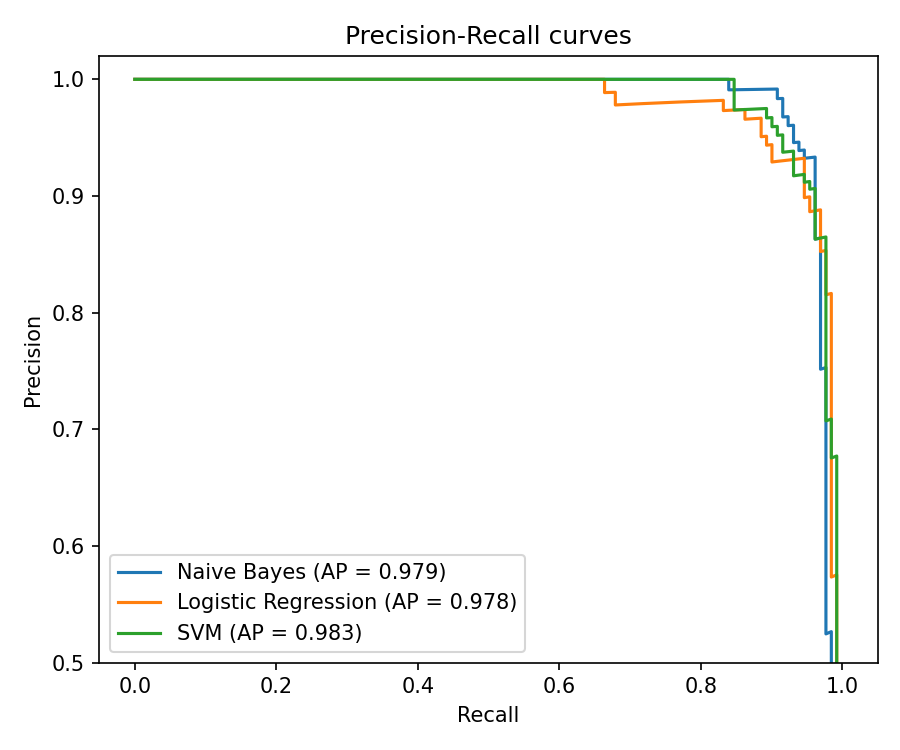 Precision-Recall curves
1.0
0.9
0.8
0.7
0.6
0.5
Precision
Naive Bayes (AP = 0.979)
Logistic Regression (AP = 0.978)
SVM (AP = 0.983)
0.0 0.2 0.4 0.6 0.8 1.0
Recall